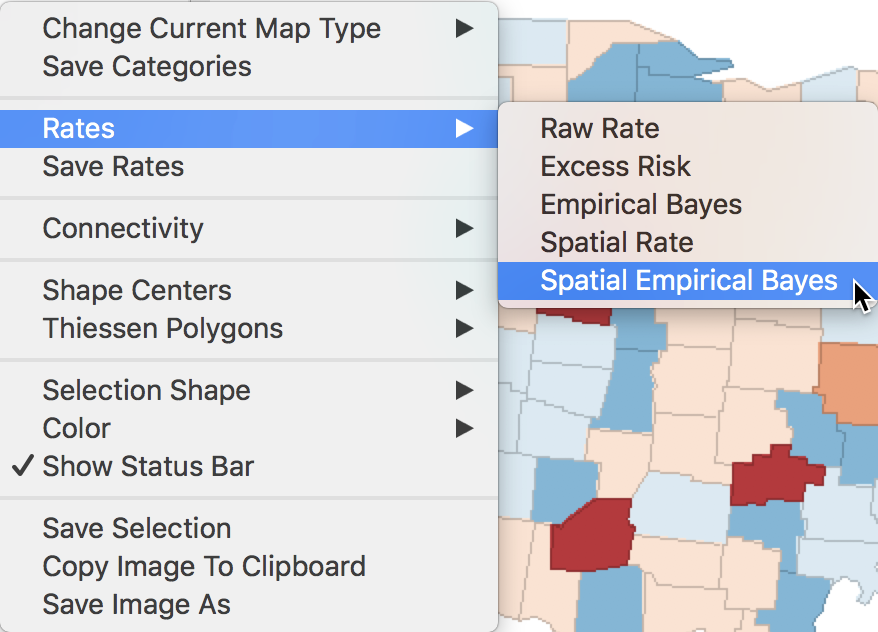 Change Current Map Type
Save Categories
Rates
Save Rates
Connectivity
Shape Centers
Thiessen Polygons
Selection Shape
Color
Show Status Bar
Save Selection
Copy Image To Clipboard
Save Image As
Raw Rate
Excess Risk
Empirical Bayes
Spatial Rate
Spatial Empirical Bayes